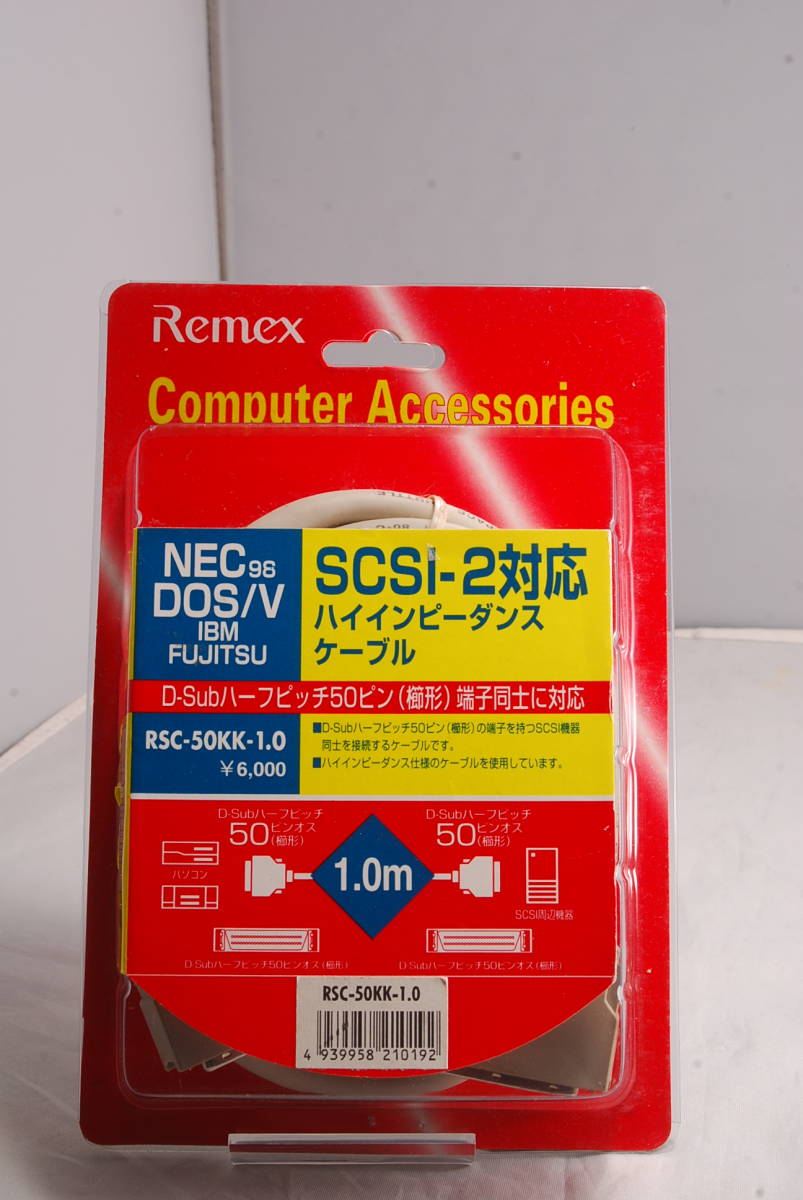 Remex
Computer Accessories
NEC98
DOS/V
IBM
FUJITSU
SCSI-2対応
ハイインピーダンス
ケーブル
D-Subハーフピッチ50ピン(櫛形)端子同士に対応
RSC-50KK-1.0
¥6,000
■D-Subハーフピッチ50ピン(櫛形)の端子を持つSCSI機器
同士を接続するケーブルです。
■ハイインピーダンス仕様のケーブルを使用しています。
D-Subハーフピッチ
50ピンオス(櫛形)
D-Subハーフピッチ
50ピンオス(櫛形)
パソコン
1.0m
SCSI周辺機器
D-Subハーフピッチ50ピンオス(櫛形)
D-Subハーフピッチ50ピンオス(櫛形)
RSC-50KK-1.0
4 939958 210192